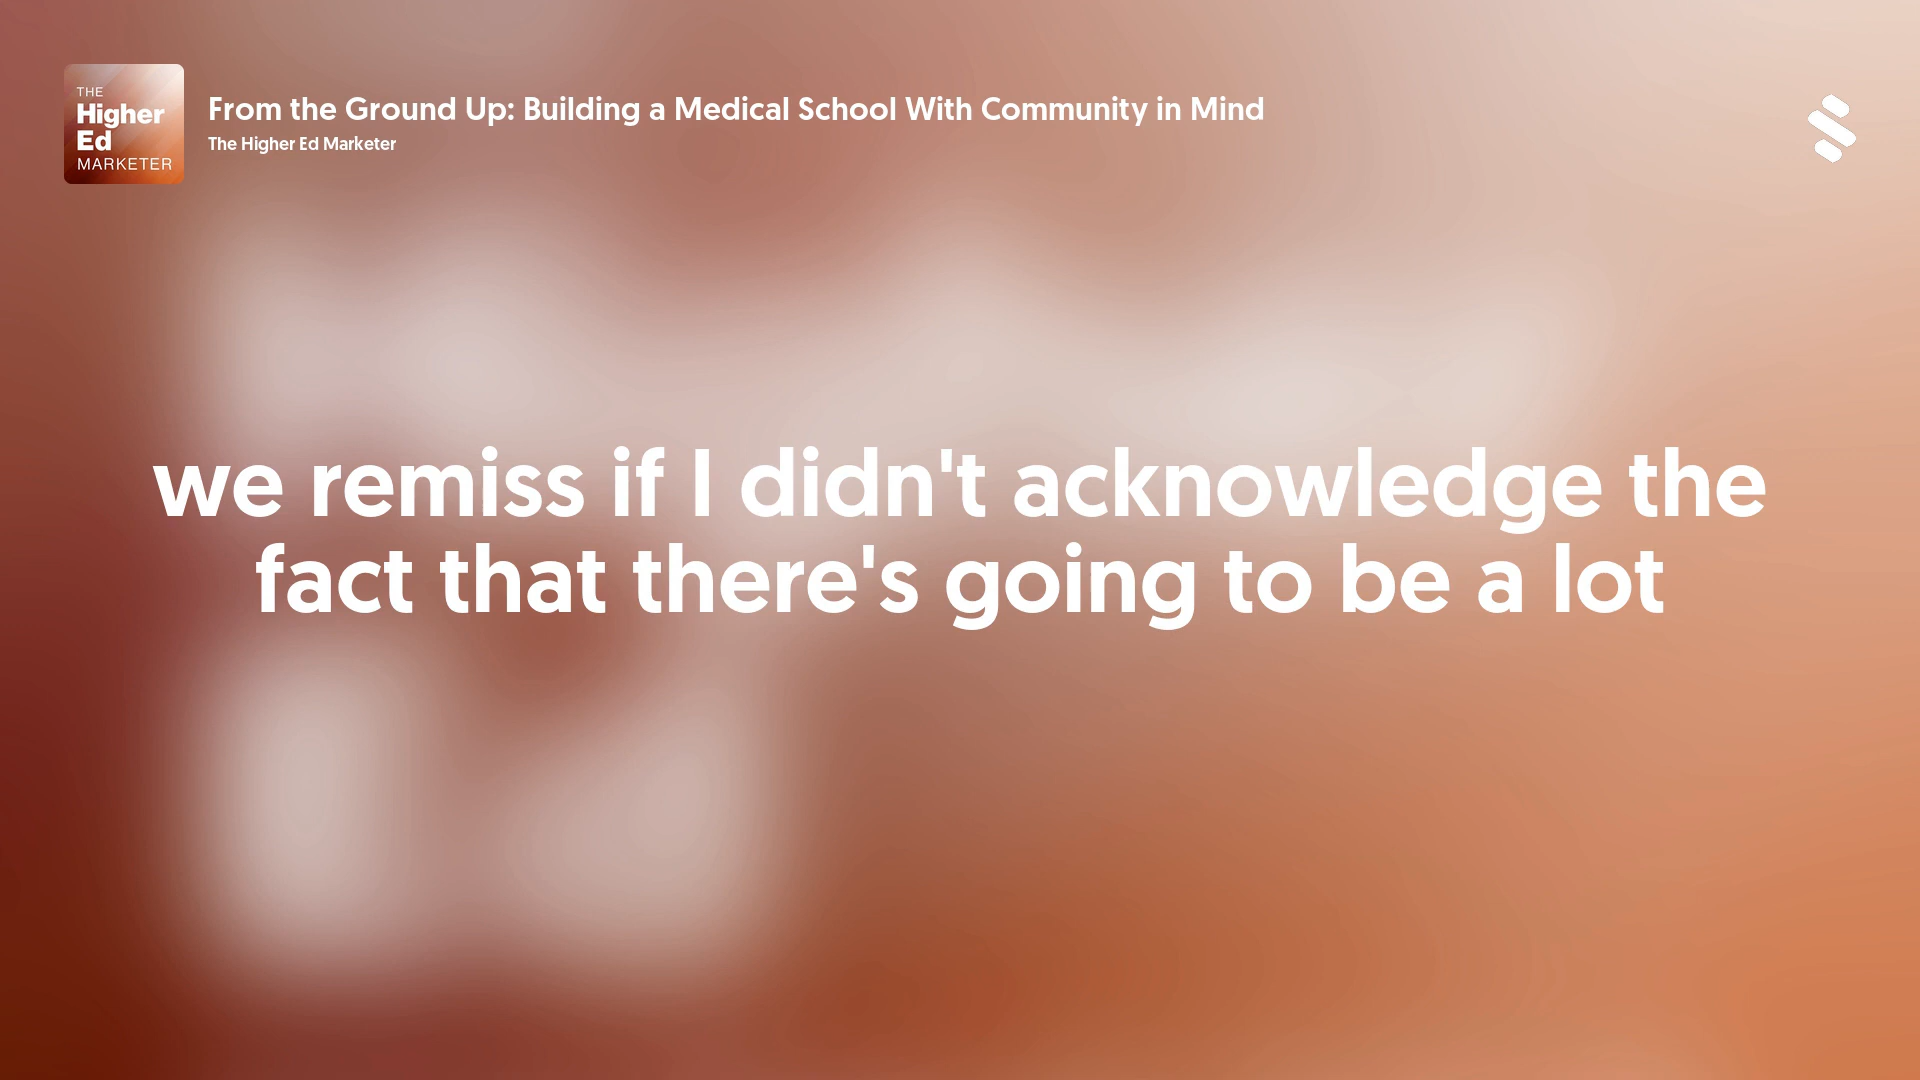 THE
Higher
Ed
MARKETER
From the Ground Up: Building a Medical School With Community in Mind
The Higher Ed Marketer
we remiss if I didn't acknowledge the
fact that there's going to be a lot